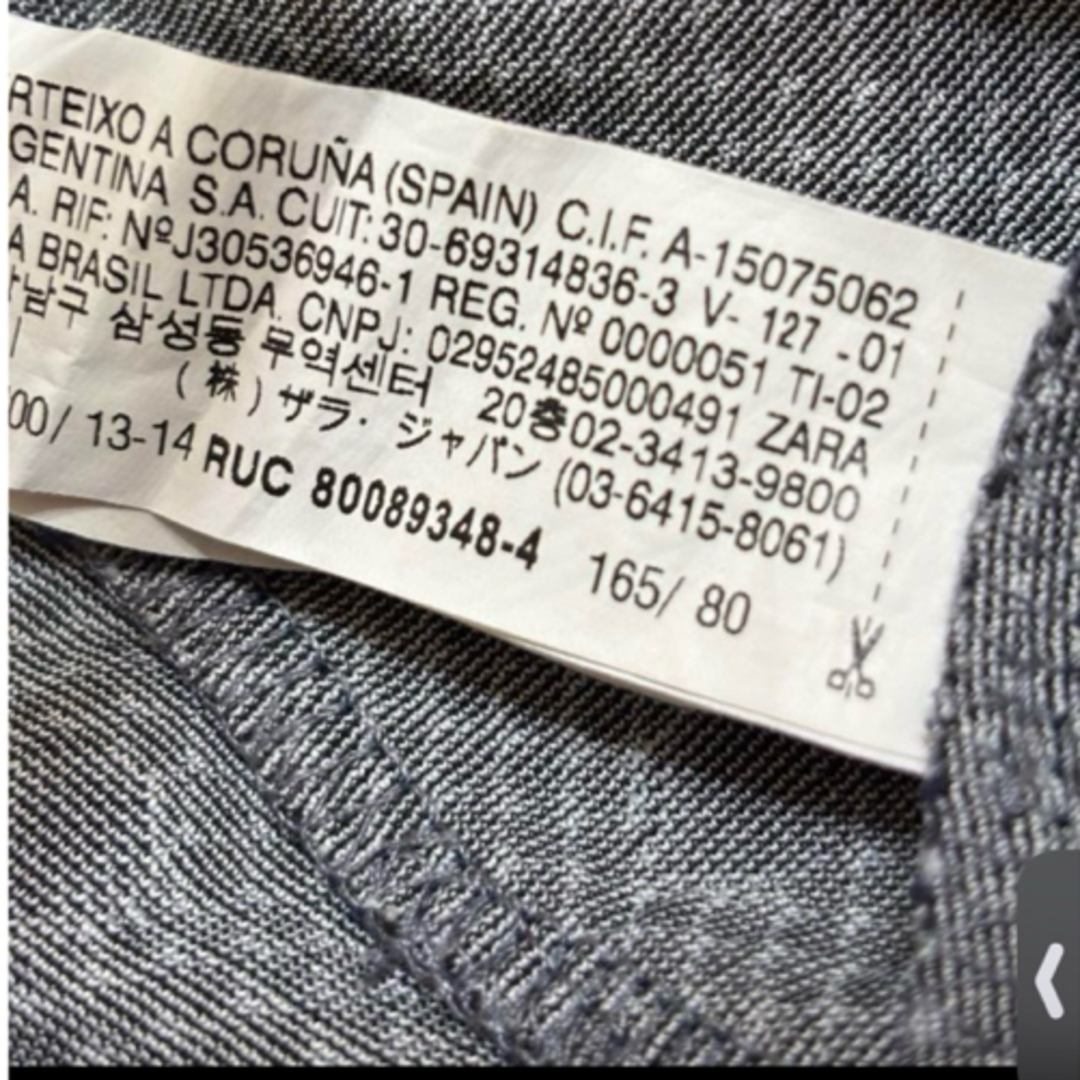 RTEIXO A CORUÑA (SPAIN) C.I.F. A-15075062
GENTINA S.A. CUIT: 30-69314836-3 V- 127 -01
A. RIF: Nº J30536946-1 REG. Nº 0000051 TI-02
A BRASIL LTDA. CNPJ: 02952485000491 ZARA
강남구 삼성동 무역센터 20층02-3413-9800
(株) ザラ・ジャパン (03-6415-8061)
00/ 13-14 RUC 80089348-4 165/ 80